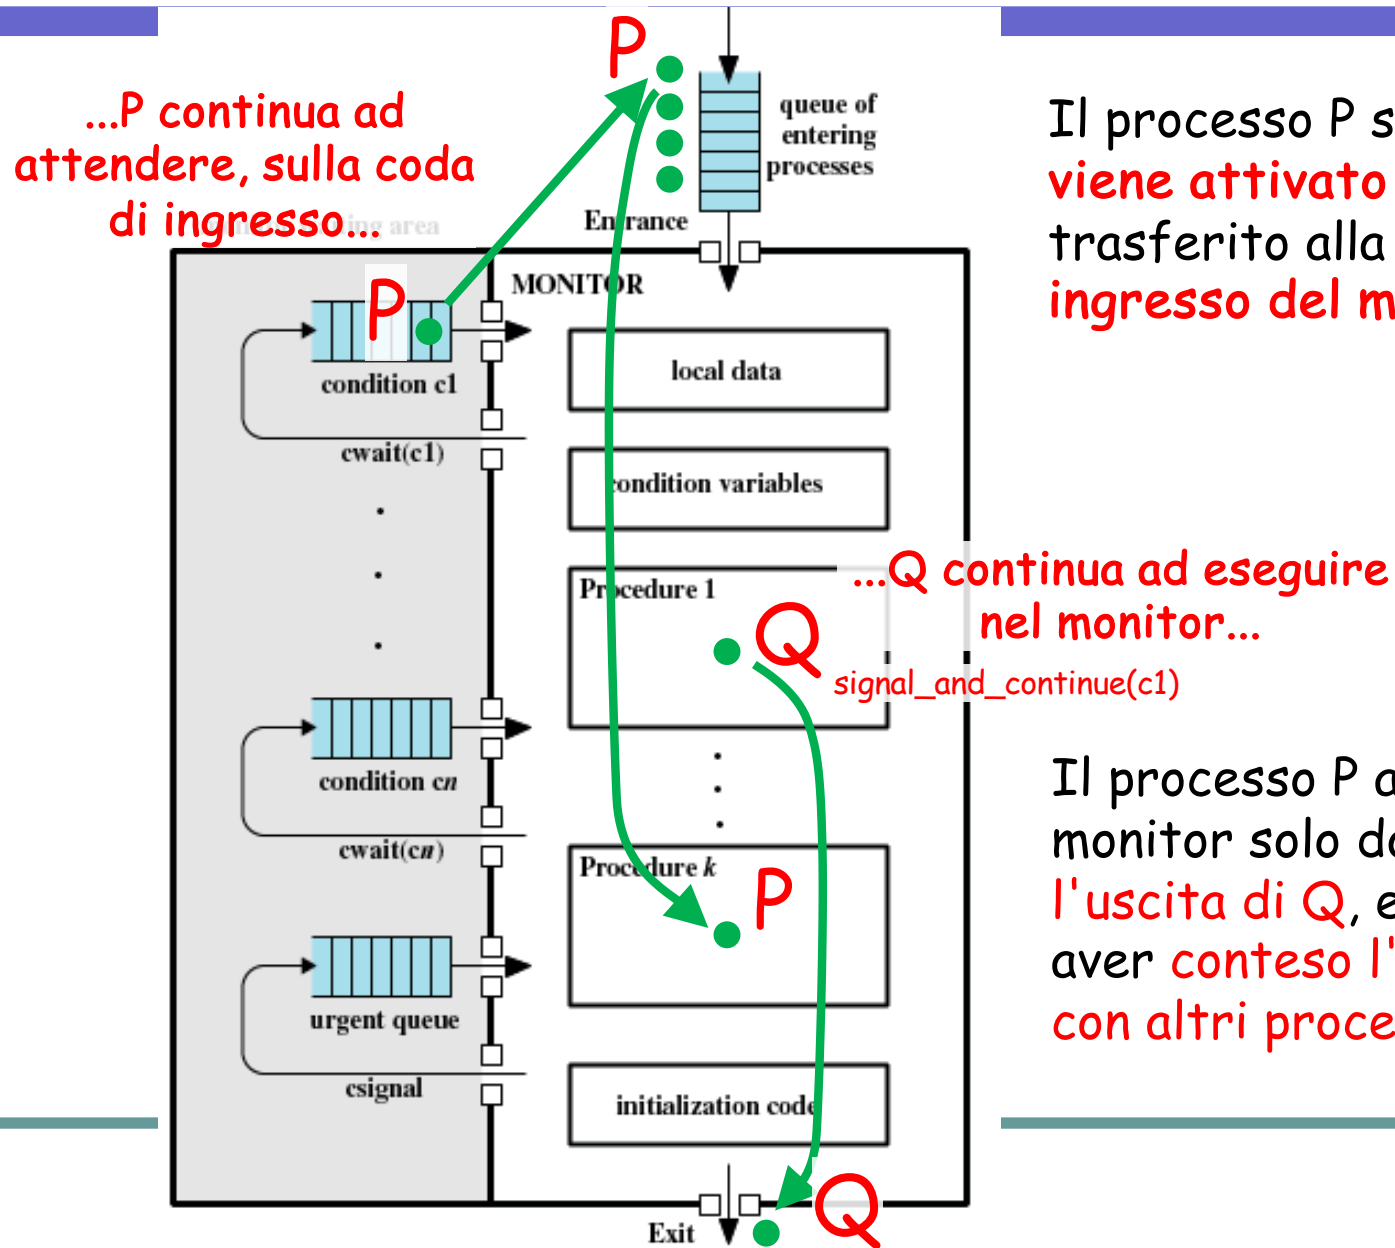 P
...P continua ad
attendere, sulla coda
di ingresso...
queue of
entering
processes
Entrance
Il processo P s
viene attivato
trasferito alla
ingresso del m
ing area
MONITOR
P
condition c1
cwait(c1)
local data
condition variables
Procedure 1
Q
...Q continua ad eseguire
nel monitor...
signal_and_continue(c1)
condition cn
cwait(cn)
Procedure k
P
Il processo P a
monitor solo do
l'uscita di Q, e
aver conteso l'
con altri proce
urgent queue
csignal
initialization code
Exit
Q